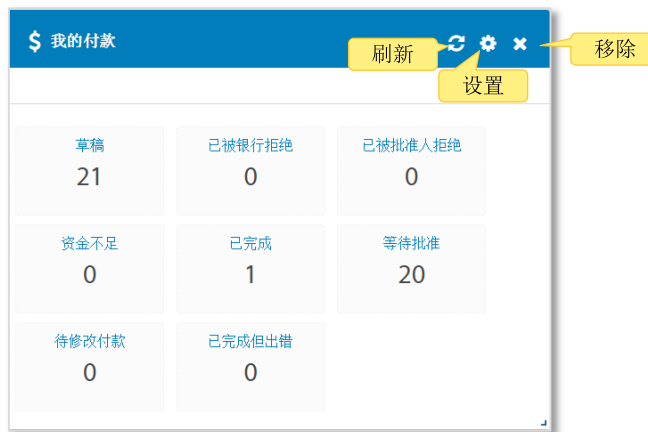 $ 我的付款
刷新
设置
移除
草稿
21
已被银行拒绝
0
已被批准人拒绝
0
资金不足
0
已完成
1
等待批准
20
待修改付款
0
已完成但出错
0